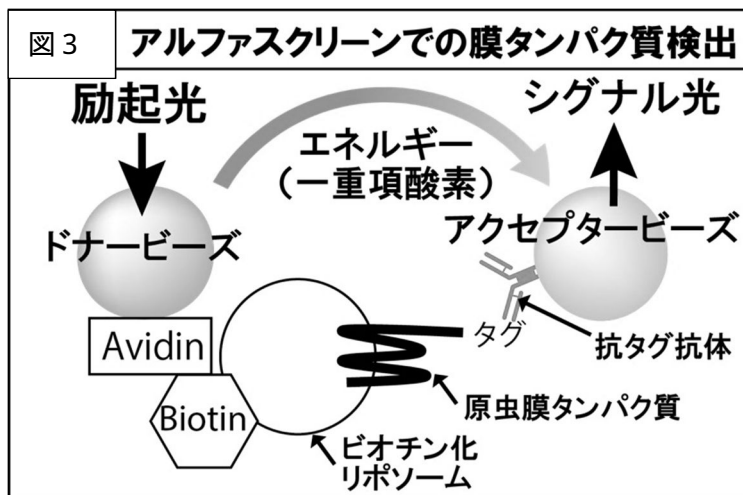 図3
アルファスクリーンでの膜タンパク質検出
励起光
シグナル光
エネルギー
(一重項酸素)
ドナービーズ
アクセプタービーズ
Avidin
タグ
抗タグ抗体
Biotin
原虫膜タンパク質
ビオチン化
リポソーム